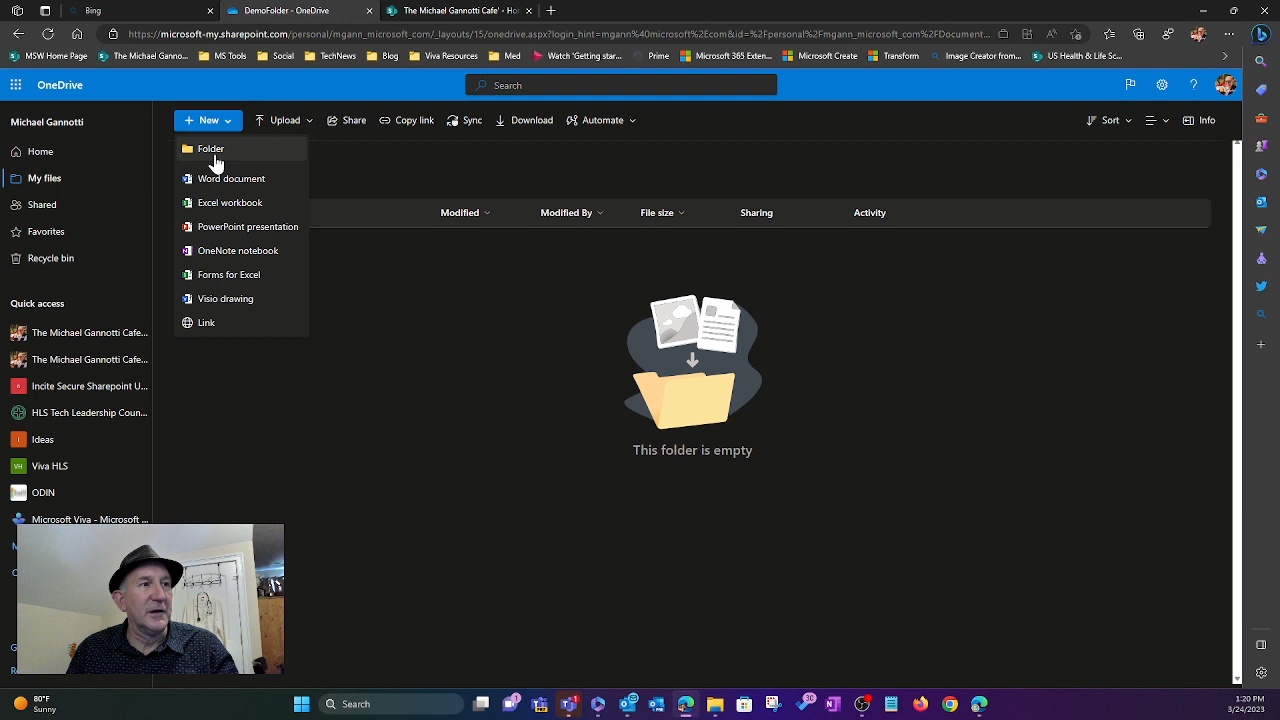 Bing
DemoFolder - OneDrive
The Michael Gannotti Cafe - Hor
https://microsoft-my.sharepoint.com/personal/mgann_microsoft_com/_layouts/15/onedrive.aspx?login_hint=mgann%40microsoft%2Ecom&id=%2Fpersonal%2Fmgann_microsoft_com%2FDocument...
MSW Home Page
The Michael Ganno...
MS Tools
Social
TechNews
Blog
Viva Resources
Med
Watch 'Getting star...
Prime
Microsoft 365 Exten...
Microsoft Create
Transform
Image Creator from...
US Health & Life Sc...
OneDrive
Search
Michael Gannotti
New
Upload
Share
Copy link
Sync
Download
Automate
Sort
Info
Home
My files
Shared
Favorites
Recycle bin
Folder
Word document
Excel workbook
PowerPoint presentation
OneNote notebook
Forms for Excel
Visio drawing
Link
Modified
Modified By
File size
Sharing
Activity
Quick access
The Michael Gannotti Cafe...
The Michael Gannotti Cafe...
Indite Secure Sharepoint U...
HLS Tech Leadership Coun...
Ideas
Viva HLS
ODIN
Microsoft Viva - Microsoft ...
This folder is empty
80°F
Sunny
Search
1:20 PM
3/24/2023